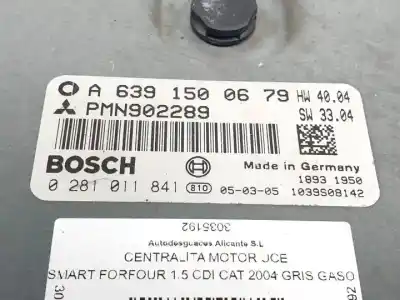 A 639 150 06 79 HW 40.04
PMN902289 SW 33.04
BOSCH Made in Germany
1893 1950
0 281 011 841 810 05-03-05 1039S08142
3035192
Autodesguaces Alicante S.L
CENTRALITA MOTOR UCE
SMART FORFOUR 1.5 CDI CAT 2004 GRIS GASO